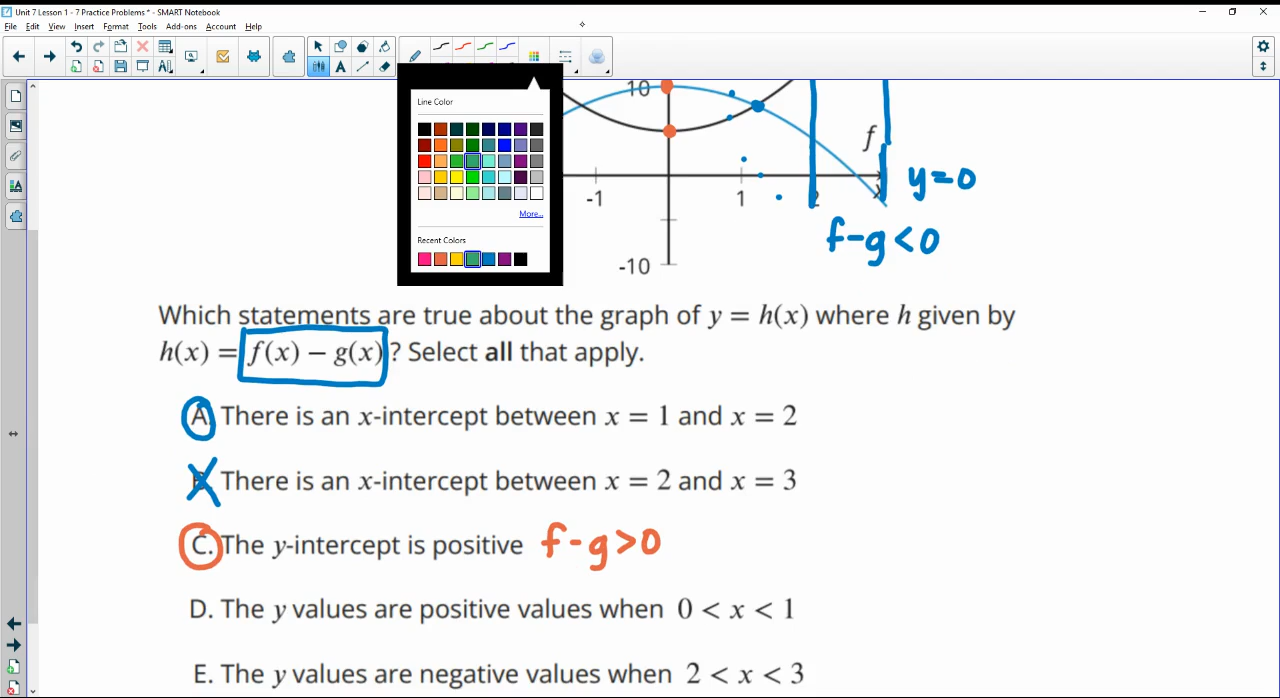 Unit 7 Lesson 1 - 7 Practice Problems * - SMART Notebook
File Edit View Insert Format Tools Add-ons Account Help
Line Color
More...
Recent Colors
10
f
-1 1 2 x
y=0
f-g<0
-10
Which statements are true about the graph of y = h(x) where h given by
h(x) = f(x) − g(x)? Select all that apply.
A. There is an x-intercept between x = 1 and x = 2
B. There is an x-intercept between x = 2 and x = 3
C. The y-intercept is positive f-g>0
D. The y values are positive values when 0 < x < 1
E. The y values are negative values when 2 < x < 3